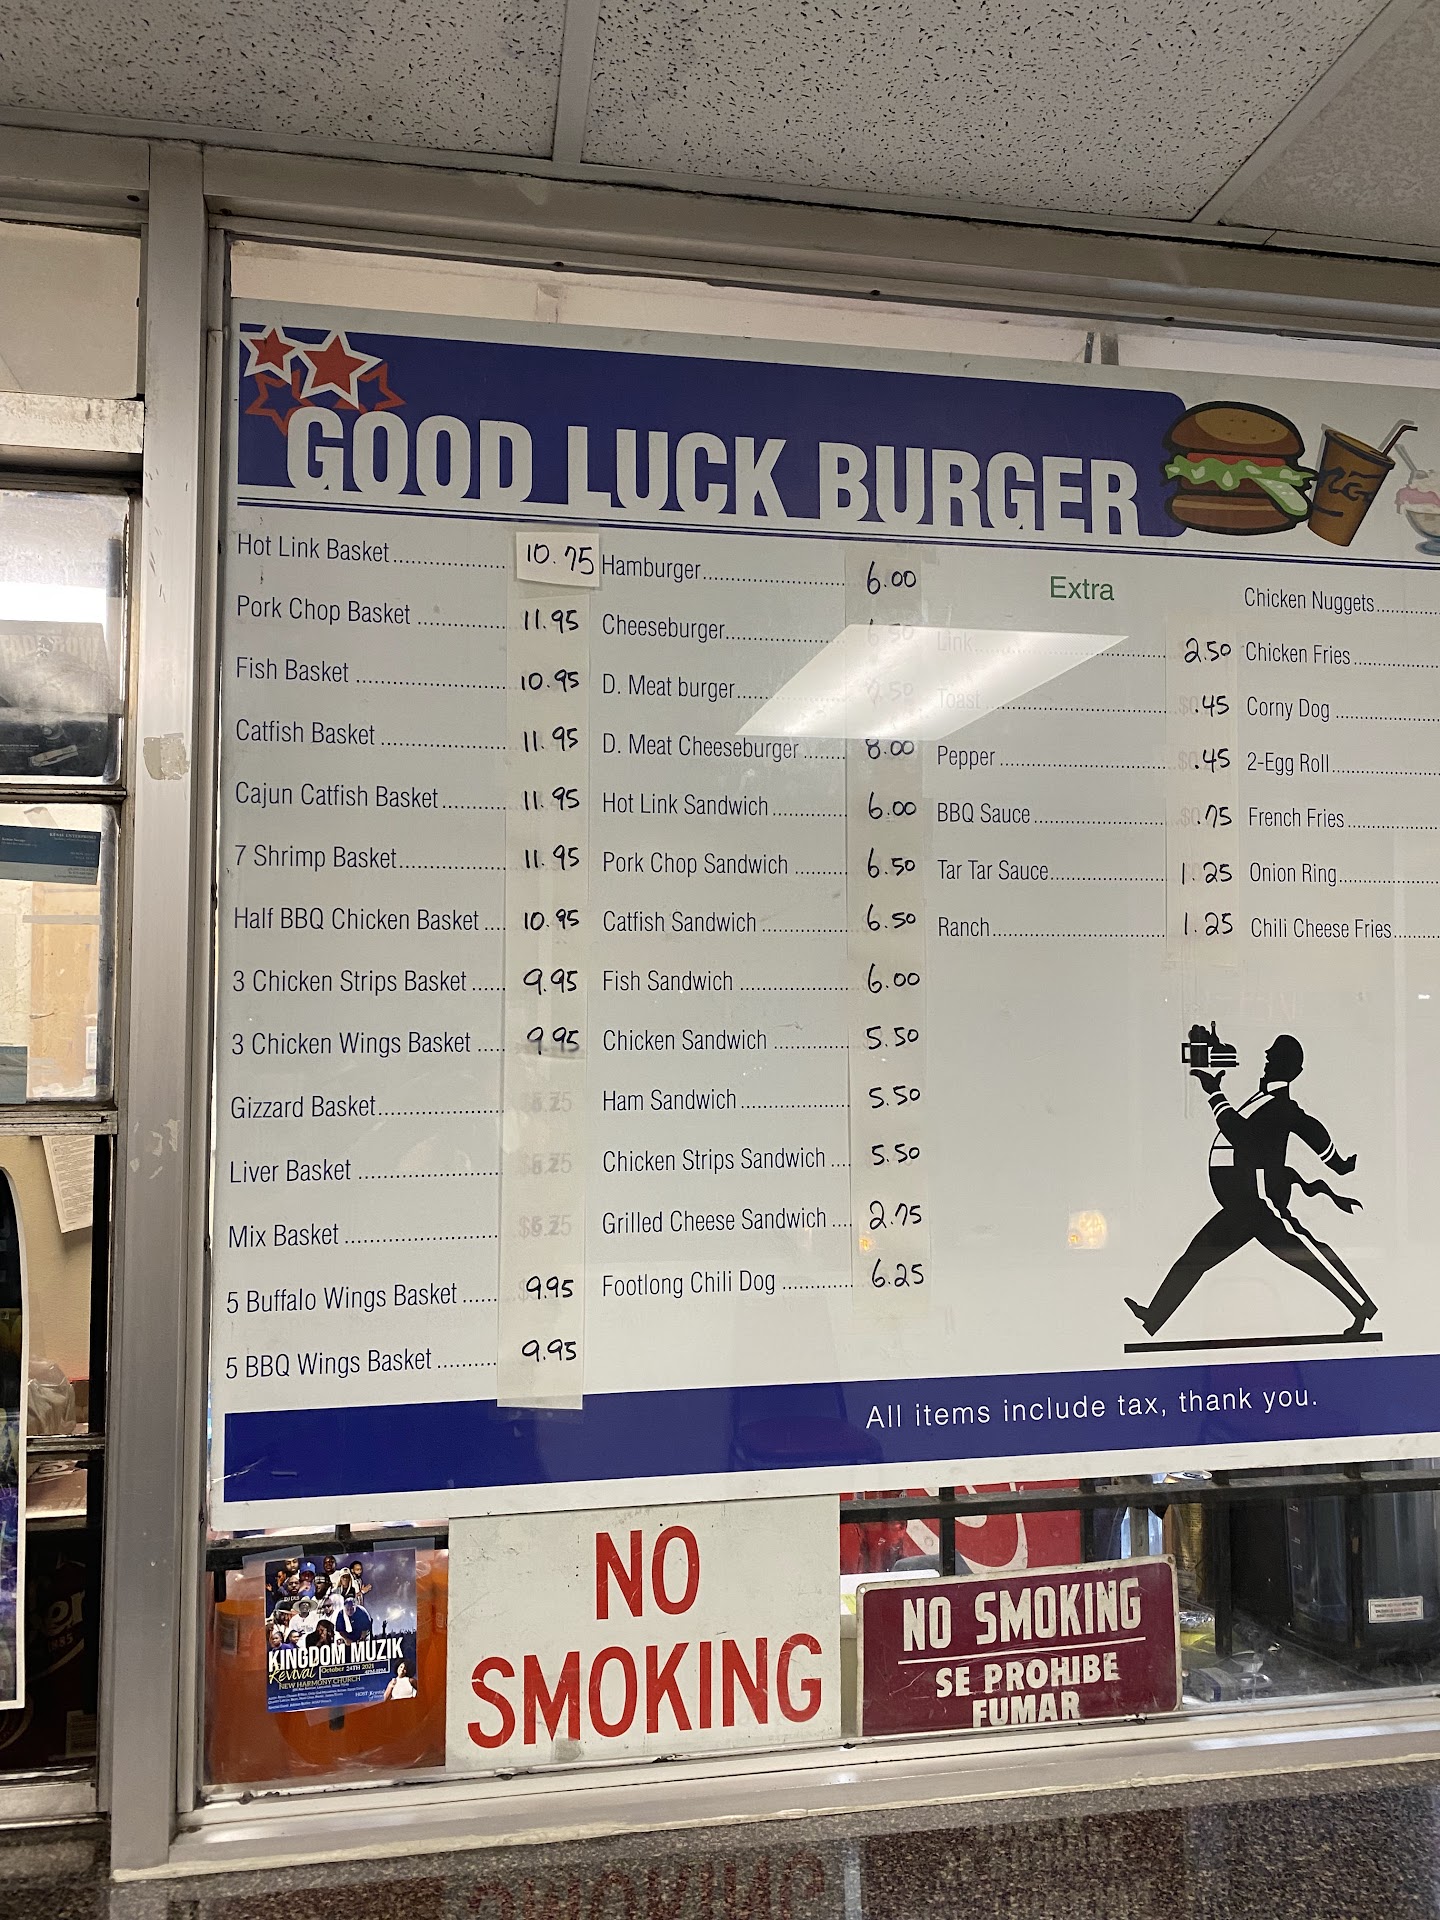 GOOD LUCK BURGER
Hot Link Basket 10.75
Pork Chop Basket 11.95
Fish Basket 10.95
Catfish Basket 11.95
Cajun Catfish Basket 11.95
7 Shrimp Basket 11.95
Half BBQ Chicken Basket 10.95
3 Chicken Strips Basket 9.95
3 Chicken Wings Basket 9.95
Gizzard Basket
Liver Basket
Mix Basket
5 Buffalo Wings Basket 9.95
5 BBQ Wings Basket 9.95
Hamburger 6.00
Cheeseburger 6.50
D. Meat burger 7.50
D. Meat Cheeseburger 8.00
Hot Link Sandwich 6.00
Pork Chop Sandwich 6.50
Catfish Sandwich 6.50
Fish Sandwich 6.00
Chicken Sandwich 5.50
Ham Sandwich 5.50
Chicken Strips Sandwich 5.50
Grilled Cheese Sandwich 2.75
Footlong Chili Dog 6.25
Extra
Link 2.50
Toast .45
Pepper .45
BBQ Sauce .75
Tar Tar Sauce 1.25
Ranch 1.25
Chicken Nuggets
Chicken Fries
Corny Dog
2-Egg Roll
French Fries
Onion Ring
Chili Cheese Fries
All items include tax, thank you.
KINGDOM MUZIK
Revival October 24TH 2021
NEW HARMONY CHURCH
NO
SMOKING
NO SMOKING
SE PROHIBE
FUMAR